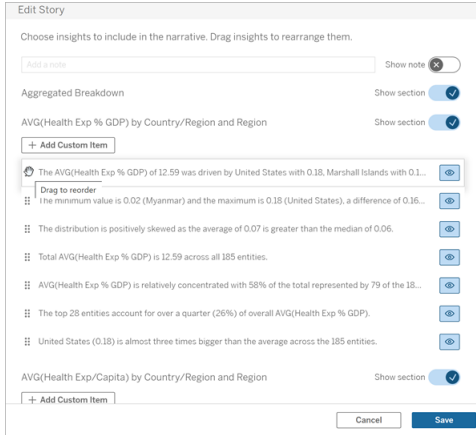 Edit Story
Choose insights to include in the narrative. Drag insights to rearrange them.
Add a note
Show note
Aggregated Breakdown
Show section
AVG(Health Exp % GDP) by Country/Region and Region
Show section
+ Add Custom Item
The AVG(Health Exp % GDP) of 12.59 was driven by United States with 0.18, Marshall Islands with 0.1...
Drag to reorder
The minimum value is 0.02 (Myanmar) and the maximum is 0.18 (United States), a difference of 0.16...
The distribution is positively skewed as the average of 0.07 is greater than the median of 0.06.
Total AVG(Health Exp % GDP) is 12.59 across all 185 entities.
AVG(Health Exp % GDP) is relatively concentrated with 58% of the total represented by 79 of the 18...
The top 28 entities account for over a quarter (26%) of overall AVG(Health Exp % GDP).
United States (0.18) is almost three times bigger than the average across the 185 entities.
AVG(Health Exp/Capita) by Country/Region and Region
Show section
+ Add Custom Item
Cancel
Save